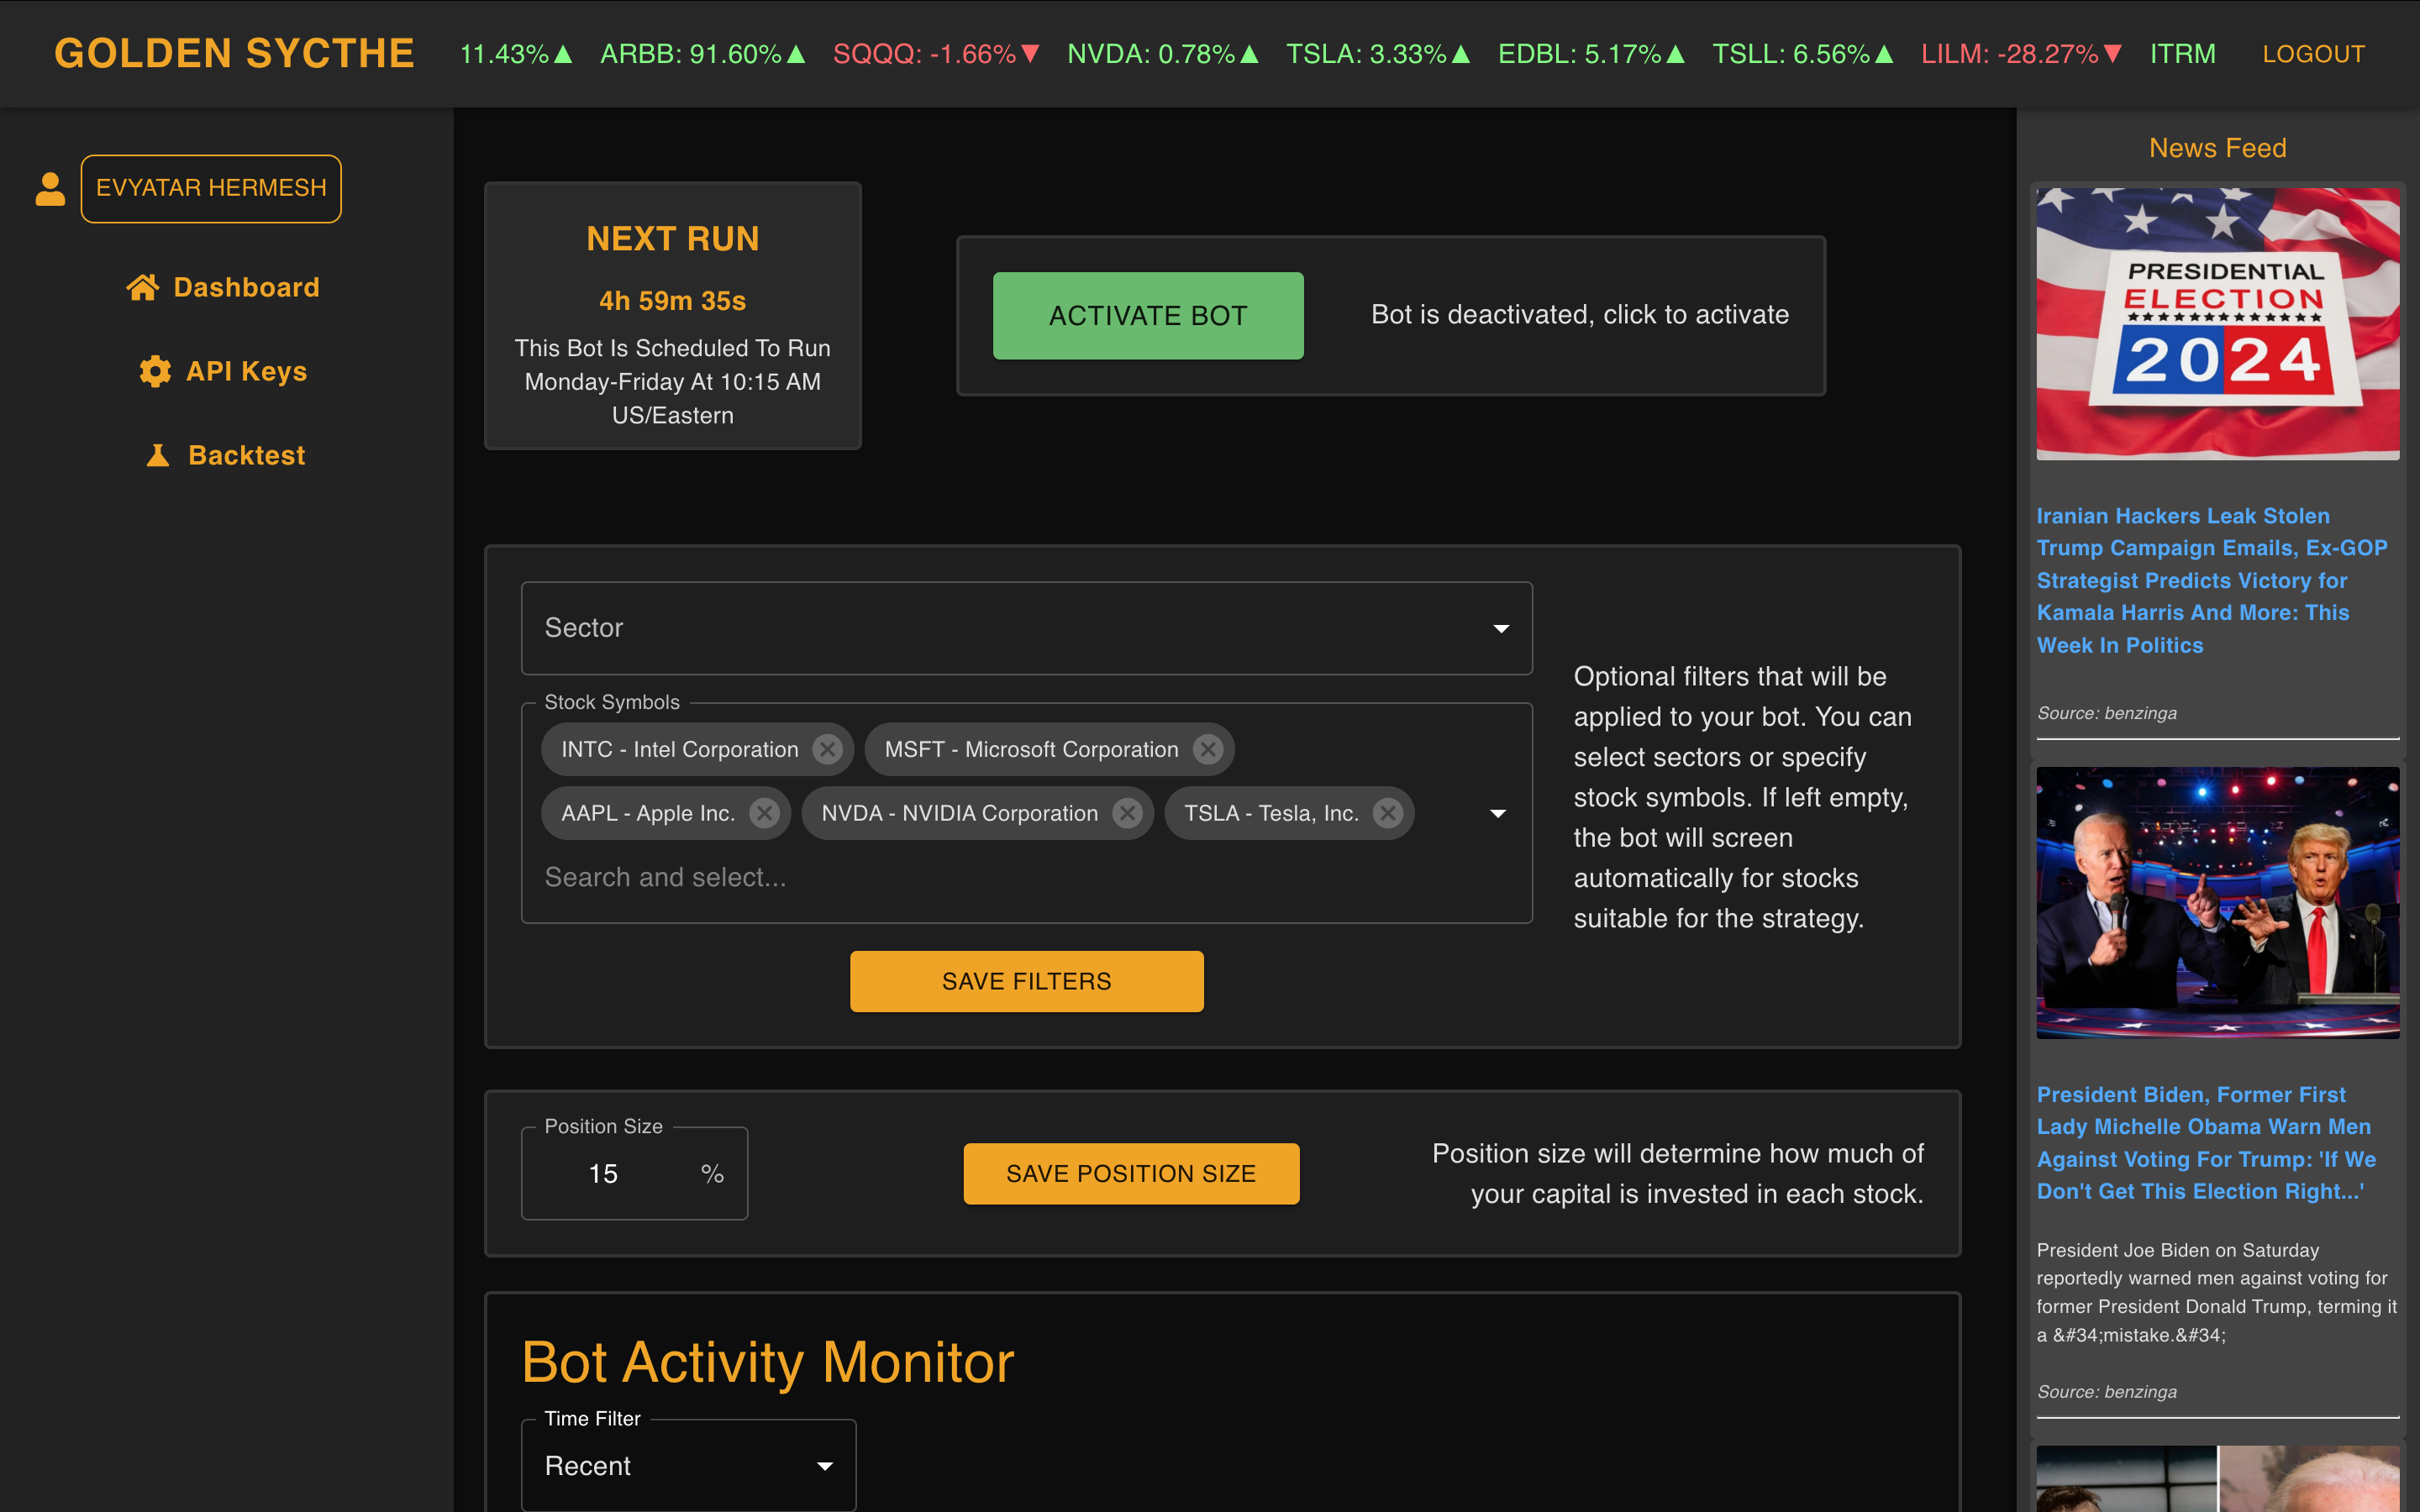 GOLDEN SYCTHE
11.43%▲ ARBB: 91.60%▲ SQQQ: -1.66%▼ NVDA: 0.78%▲ TSLA: 3.33%▲ EDBL: 5.17%▲ TSLL: 6.56%▲ LILM: -28.27%▼ ITRM
LOGOUT
EVYATAR HERMESH
Dashboard
API Keys
Backtest
NEXT RUN
4h 59m 35s
This Bot Is Scheduled To Run
Monday-Friday At 10:15 AM
US/Eastern
ACTIVATE BOT
Bot is deactivated, click to activate
Sector
Stock Symbols
INTC - Intel Corporation
MSFT - Microsoft Corporation
AAPL - Apple Inc.
NVDA - NVIDIA Corporation
TSLA - Tesla, Inc.
Search and select...
SAVE FILTERS
Optional filters that will be
applied to your bot. You can
select sectors or specify
stock symbols. If left empty,
the bot will screen
automatically for stocks
suitable for the strategy.
Position Size
15 %
SAVE POSITION SIZE
Position size will determine how much of
your capital is invested in each stock.
Bot Activity Monitor
Time Filter
Recent
News Feed
PRESIDENTIAL
ELECTION
2024
Iranian Hackers Leak Stolen
Trump Campaign Emails, Ex-GOP
Strategist Predicts Victory for
Kamala Harris And More: This
Week In Politics
Source: benzinga
President Biden, Former First
Lady Michelle Obama Warn Men
Against Voting For Trump: 'If We
Don't Get This Election Right...'
President Joe Biden on Saturday
reportedly warned men against voting for
former President Donald Trump, terming it
a &#34;mistake.&#34;
Source: benzinga